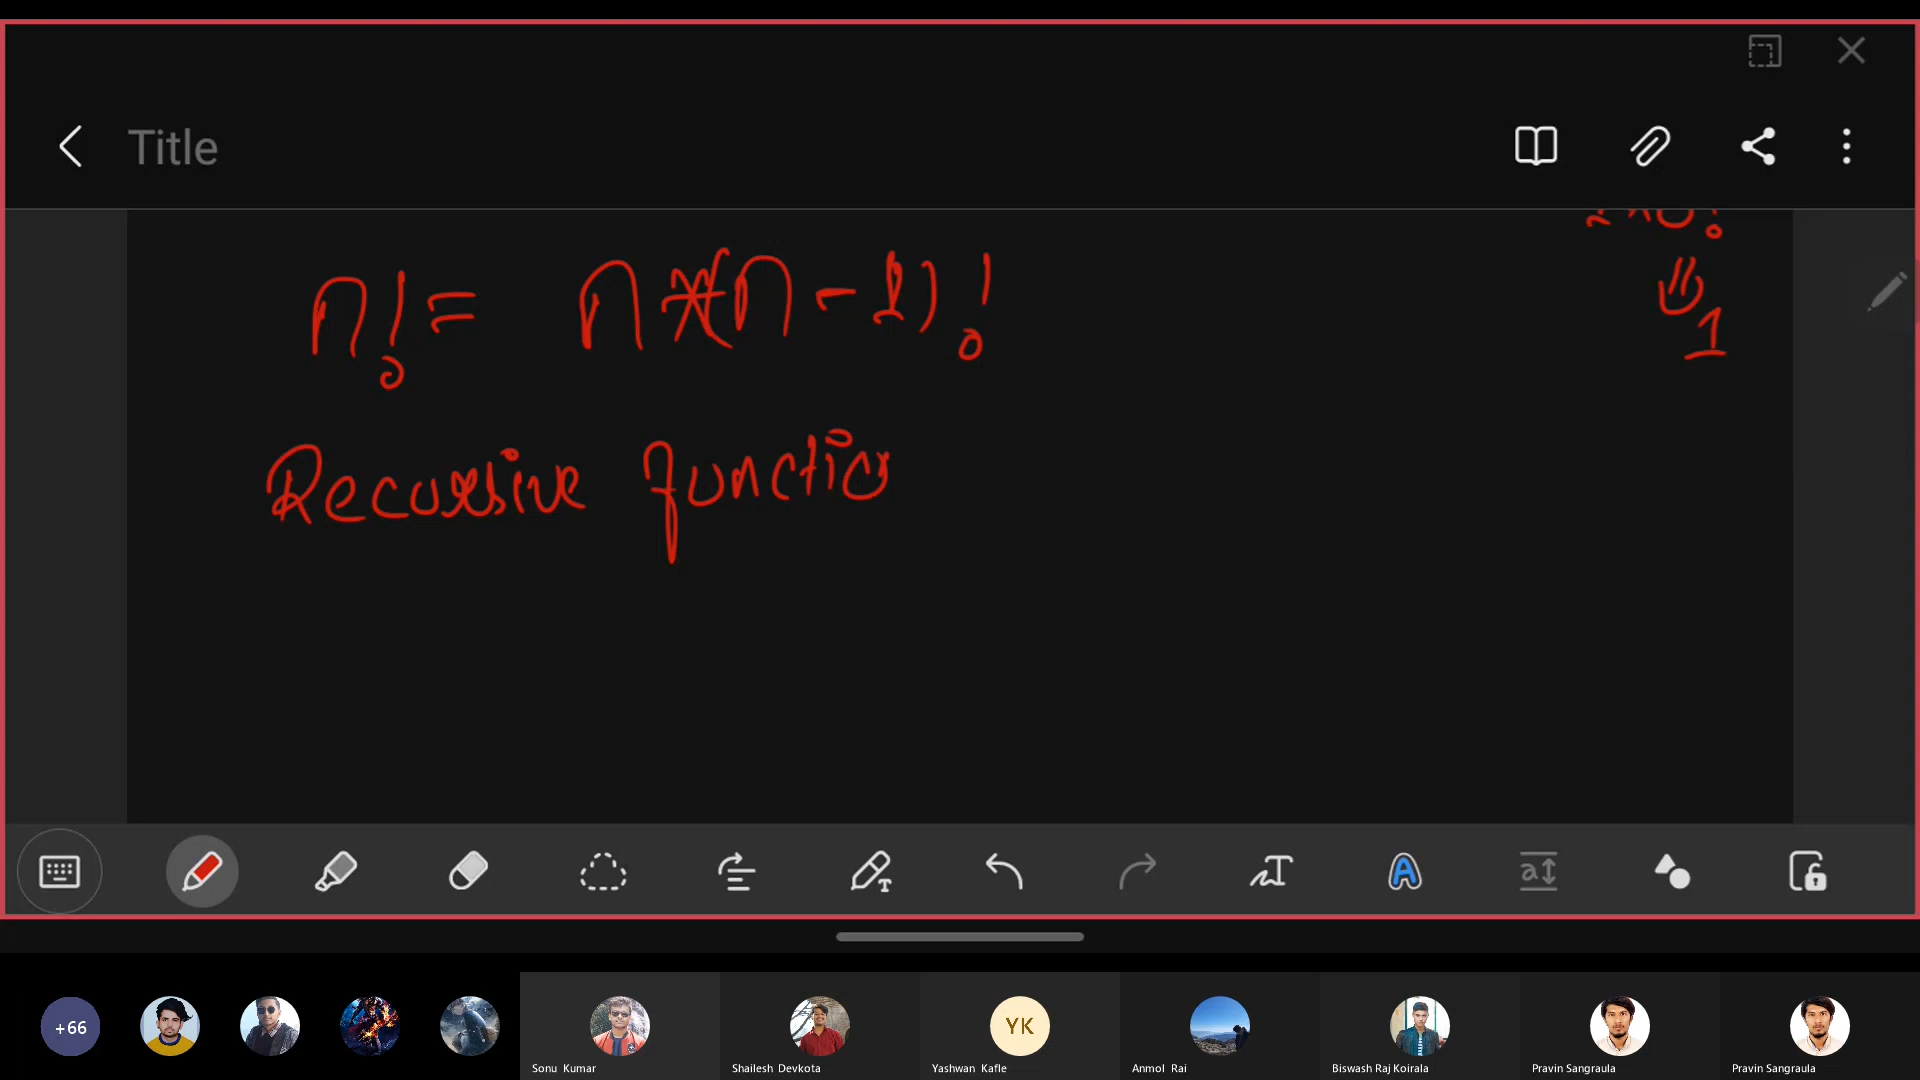 Title
n! = n*(n-1)!
1
Recursive functio
+66
YK
Sonu Kumar
Shailesh Devkota
Yashwan Kafle
Anmol Rai
Biswash Raj Koirala
Pravin Sangraula
Pravin Sangraula